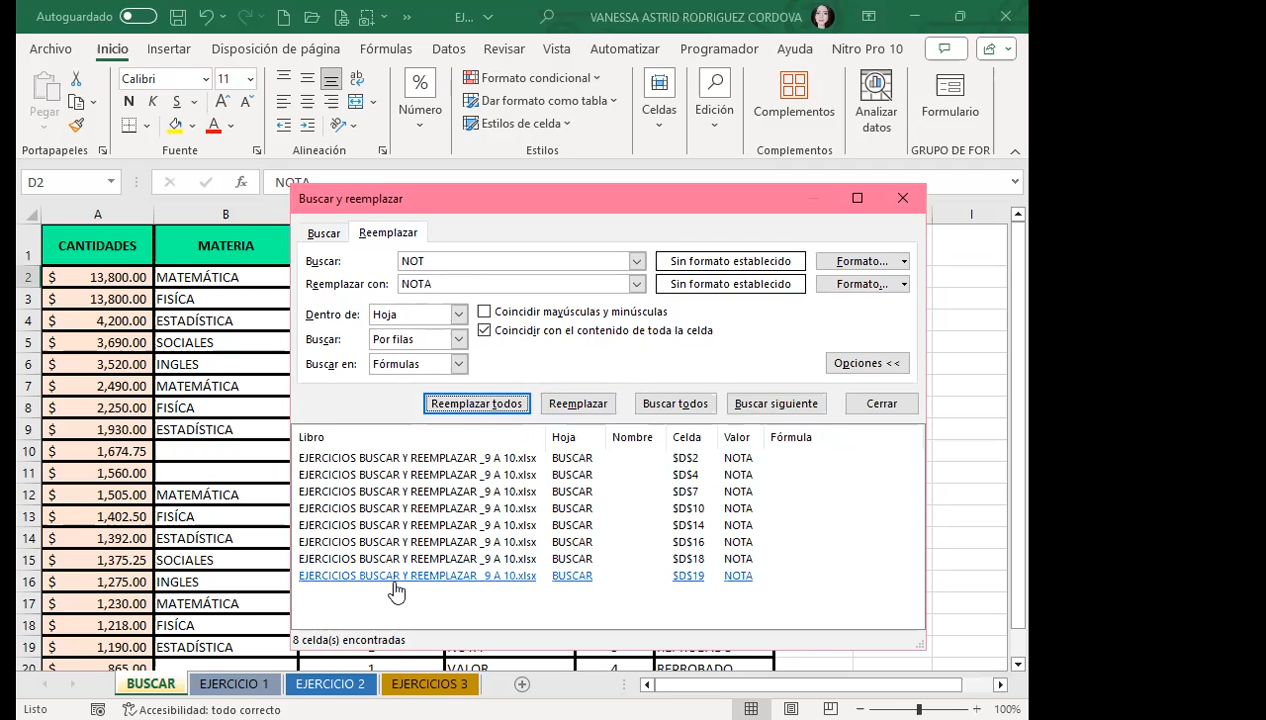 Autoguardado EJ... VANESSA ASTRID RODRIGUEZ CORDOVA
Archivo Inicio Insertar Disposición de página Fórmulas Datos Revisar Vista Automatizar Programador Ayuda Nitro Pro 10
Pegar Calibri 11 N K S Número Formato condicional Dar formato como tabla Estilos de celda Celdas Edición Complementos Analizar datos Formulario
Portapapeles Fuente Alineación Estilos Complementos GRUPO DE FOR
D2 fx NOTA
A B I
1 CANTIDADES MATERIA
2 $ 13,800.00 MATEMÁTICA
3 $ 13,800.00 FISÍCA
4 $ 4,200.00 ESTADÍSTICA
5 $ 3,690.00 SOCIALES
6 $ 3,520.00 INGLES
7 $ 2,490.00 MATEMÁTICA
8 $ 2,250.00 FISÍCA
9 $ 1,930.00 ESTADÍSTICA
10 $ 1,674.75
11 $ 1,560.00
12 $ 1,505.00 MATEMÁTICA
13 $ 1,402.50 FISÍCA
14 $ 1,392.00 ESTADÍSTICA
15 $ 1,375.25 SOCIALES
16 $ 1,275.00 INGLES
17 $ 1,230.00 MATEMÁTICA
18 $ 1,218.00 FISÍCA
19 $ 1,190.00 ESTADÍSTICA
20 $ 865.00 1 VALOR 4 REPROBADO
Buscar y reemplazar
Buscar Reemplazar
Buscar: NOT Sin formato establecido Formato...
Reemplazar con: NOTA Sin formato establecido Formato...
Dentro de: Hoja Coincidir mayúsculas y minúsculas
Buscar: Por filas Coincidir con el contenido de toda la celda
Buscar en: Fórmulas Opciones <<
Reemplazar todos Reemplazar Buscar todos Buscar siguiente Cerrar
Libro Hoja Nombre Celda Valor Fórmula
EJERCICIOS BUSCAR Y REEMPLAZAR _9 A 10.xlsx BUSCAR $D$2 NOTA
EJERCICIOS BUSCAR Y REEMPLAZAR _9 A 10.xlsx BUSCAR $D$4 NOTA
EJERCICIOS BUSCAR Y REEMPLAZAR _9 A 10.xlsx BUSCAR $D$7 NOTA
EJERCICIOS BUSCAR Y REEMPLAZAR _9 A 10.xlsx BUSCAR $D$10 NOTA
EJERCICIOS BUSCAR Y REEMPLAZAR _9 A 10.xlsx BUSCAR $D$14 NOTA
EJERCICIOS BUSCAR Y REEMPLAZAR _9 A 10.xlsx BUSCAR $D$16 NOTA
EJERCICIOS BUSCAR Y REEMPLAZAR _9 A 10.xlsx BUSCAR $D$18 NOTA
EJERCICIOS BUSCAR Y REEMPLAZAR _9 A 10.xlsx BUSCAR $D$19 NOTA
8 celda(s) encontradas
BUSCAR EJERCICIO 1 EJERCICIO 2 EJERCICIOS 3
Listo Accesibilidad: todo correcto 100%